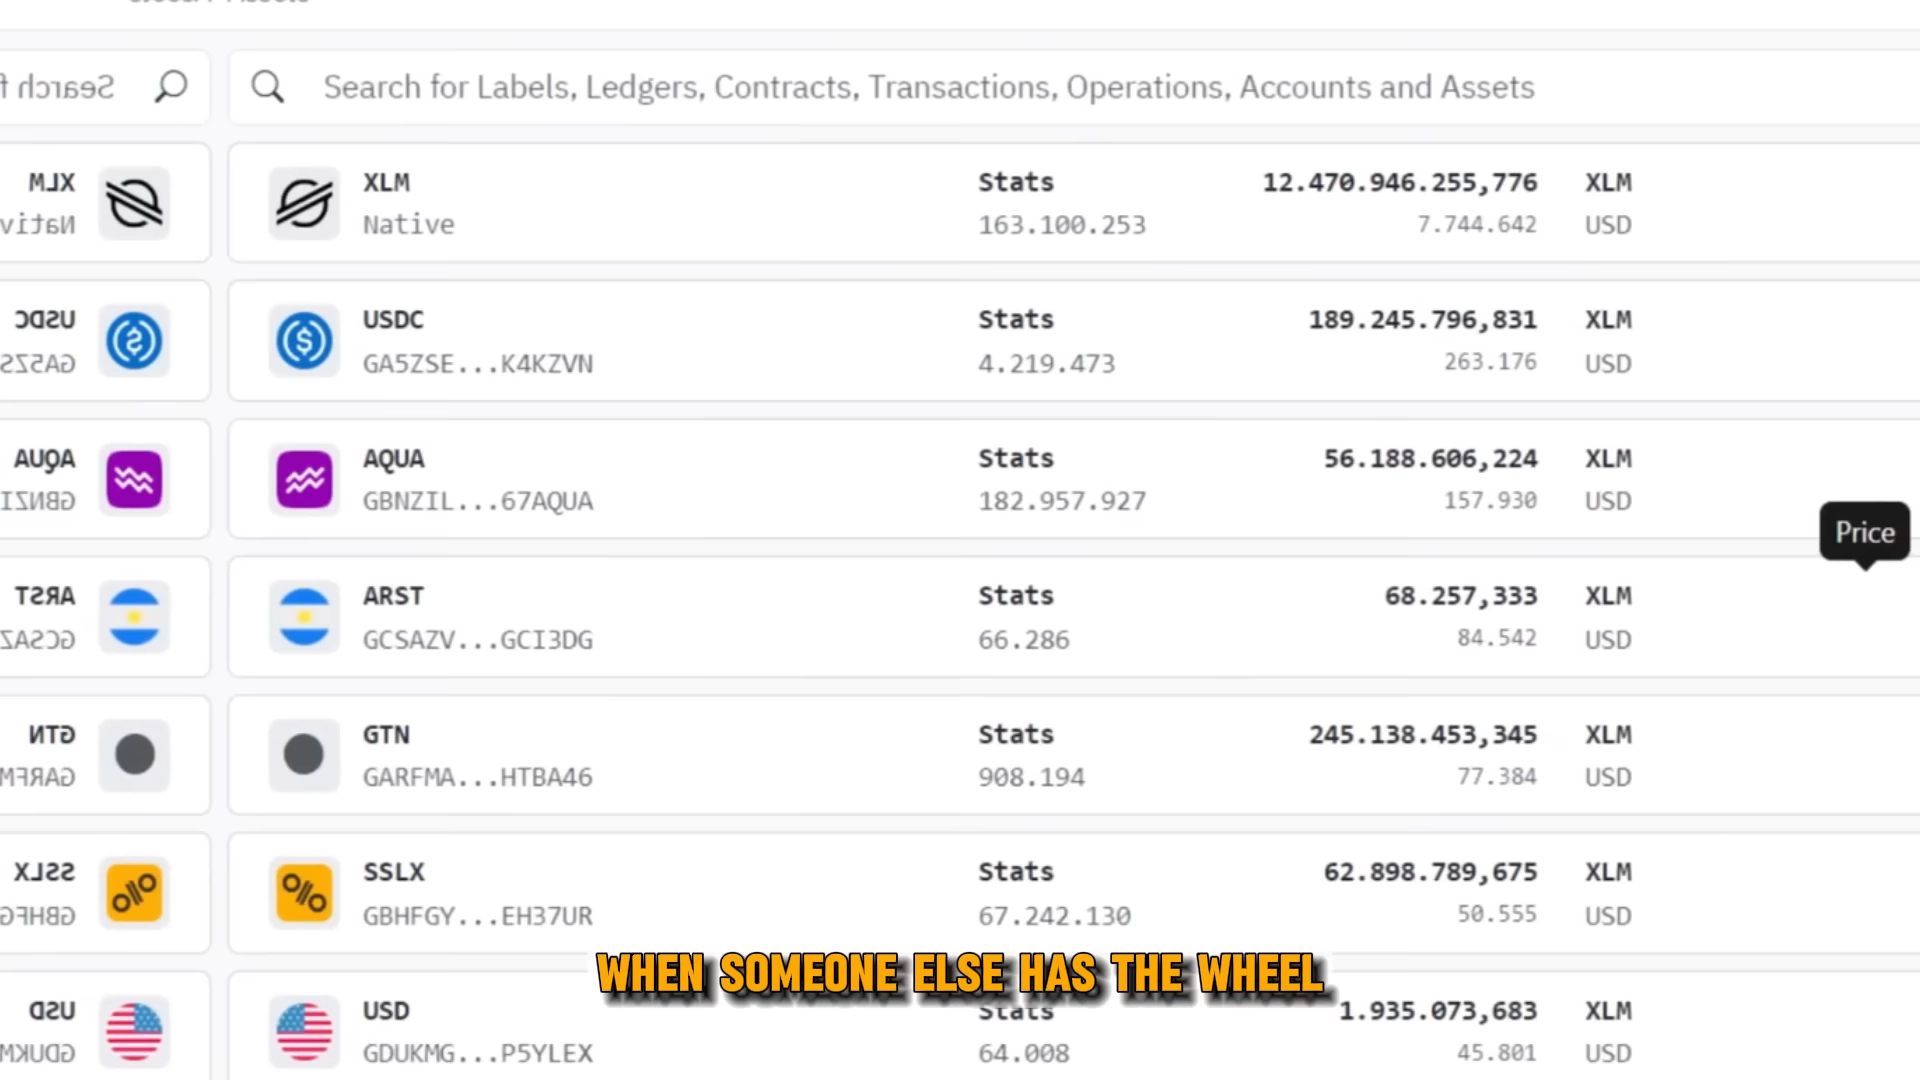 Search for Labels, Ledgers, Contracts, Transactions, Operations, Accounts and Assets
XLM Stats 12.470.946.255,776 XLM
Native 163.100.253 7.744.642 USD
USDC Stats 189.245.796,831 XLM
GA5ZSE...K4KZVN 4.219.473 263.176 USD
AQUA Stats 56.188.606,224 XLM
GBNZIL...67AQUA 182.957.927 157.930 USD
Price
ARST Stats 68.257,333 XLM
GCSAZV...GCI3DG 66.286 84.542 USD
GTN Stats 245.138.453,345 XLM
GARFMA...HTBA46 908.194 77.384 USD
SSLX Stats 62.898.789,675 XLM
GBHFGY...EH37UR 67.242.130 50.555 USD
WHEN SOMEONE ELSE HAS THE WHEEL
USD Stats 1.935.073,683 XLM
GDUKMG...P5YLEX 64.008 45.801 USD